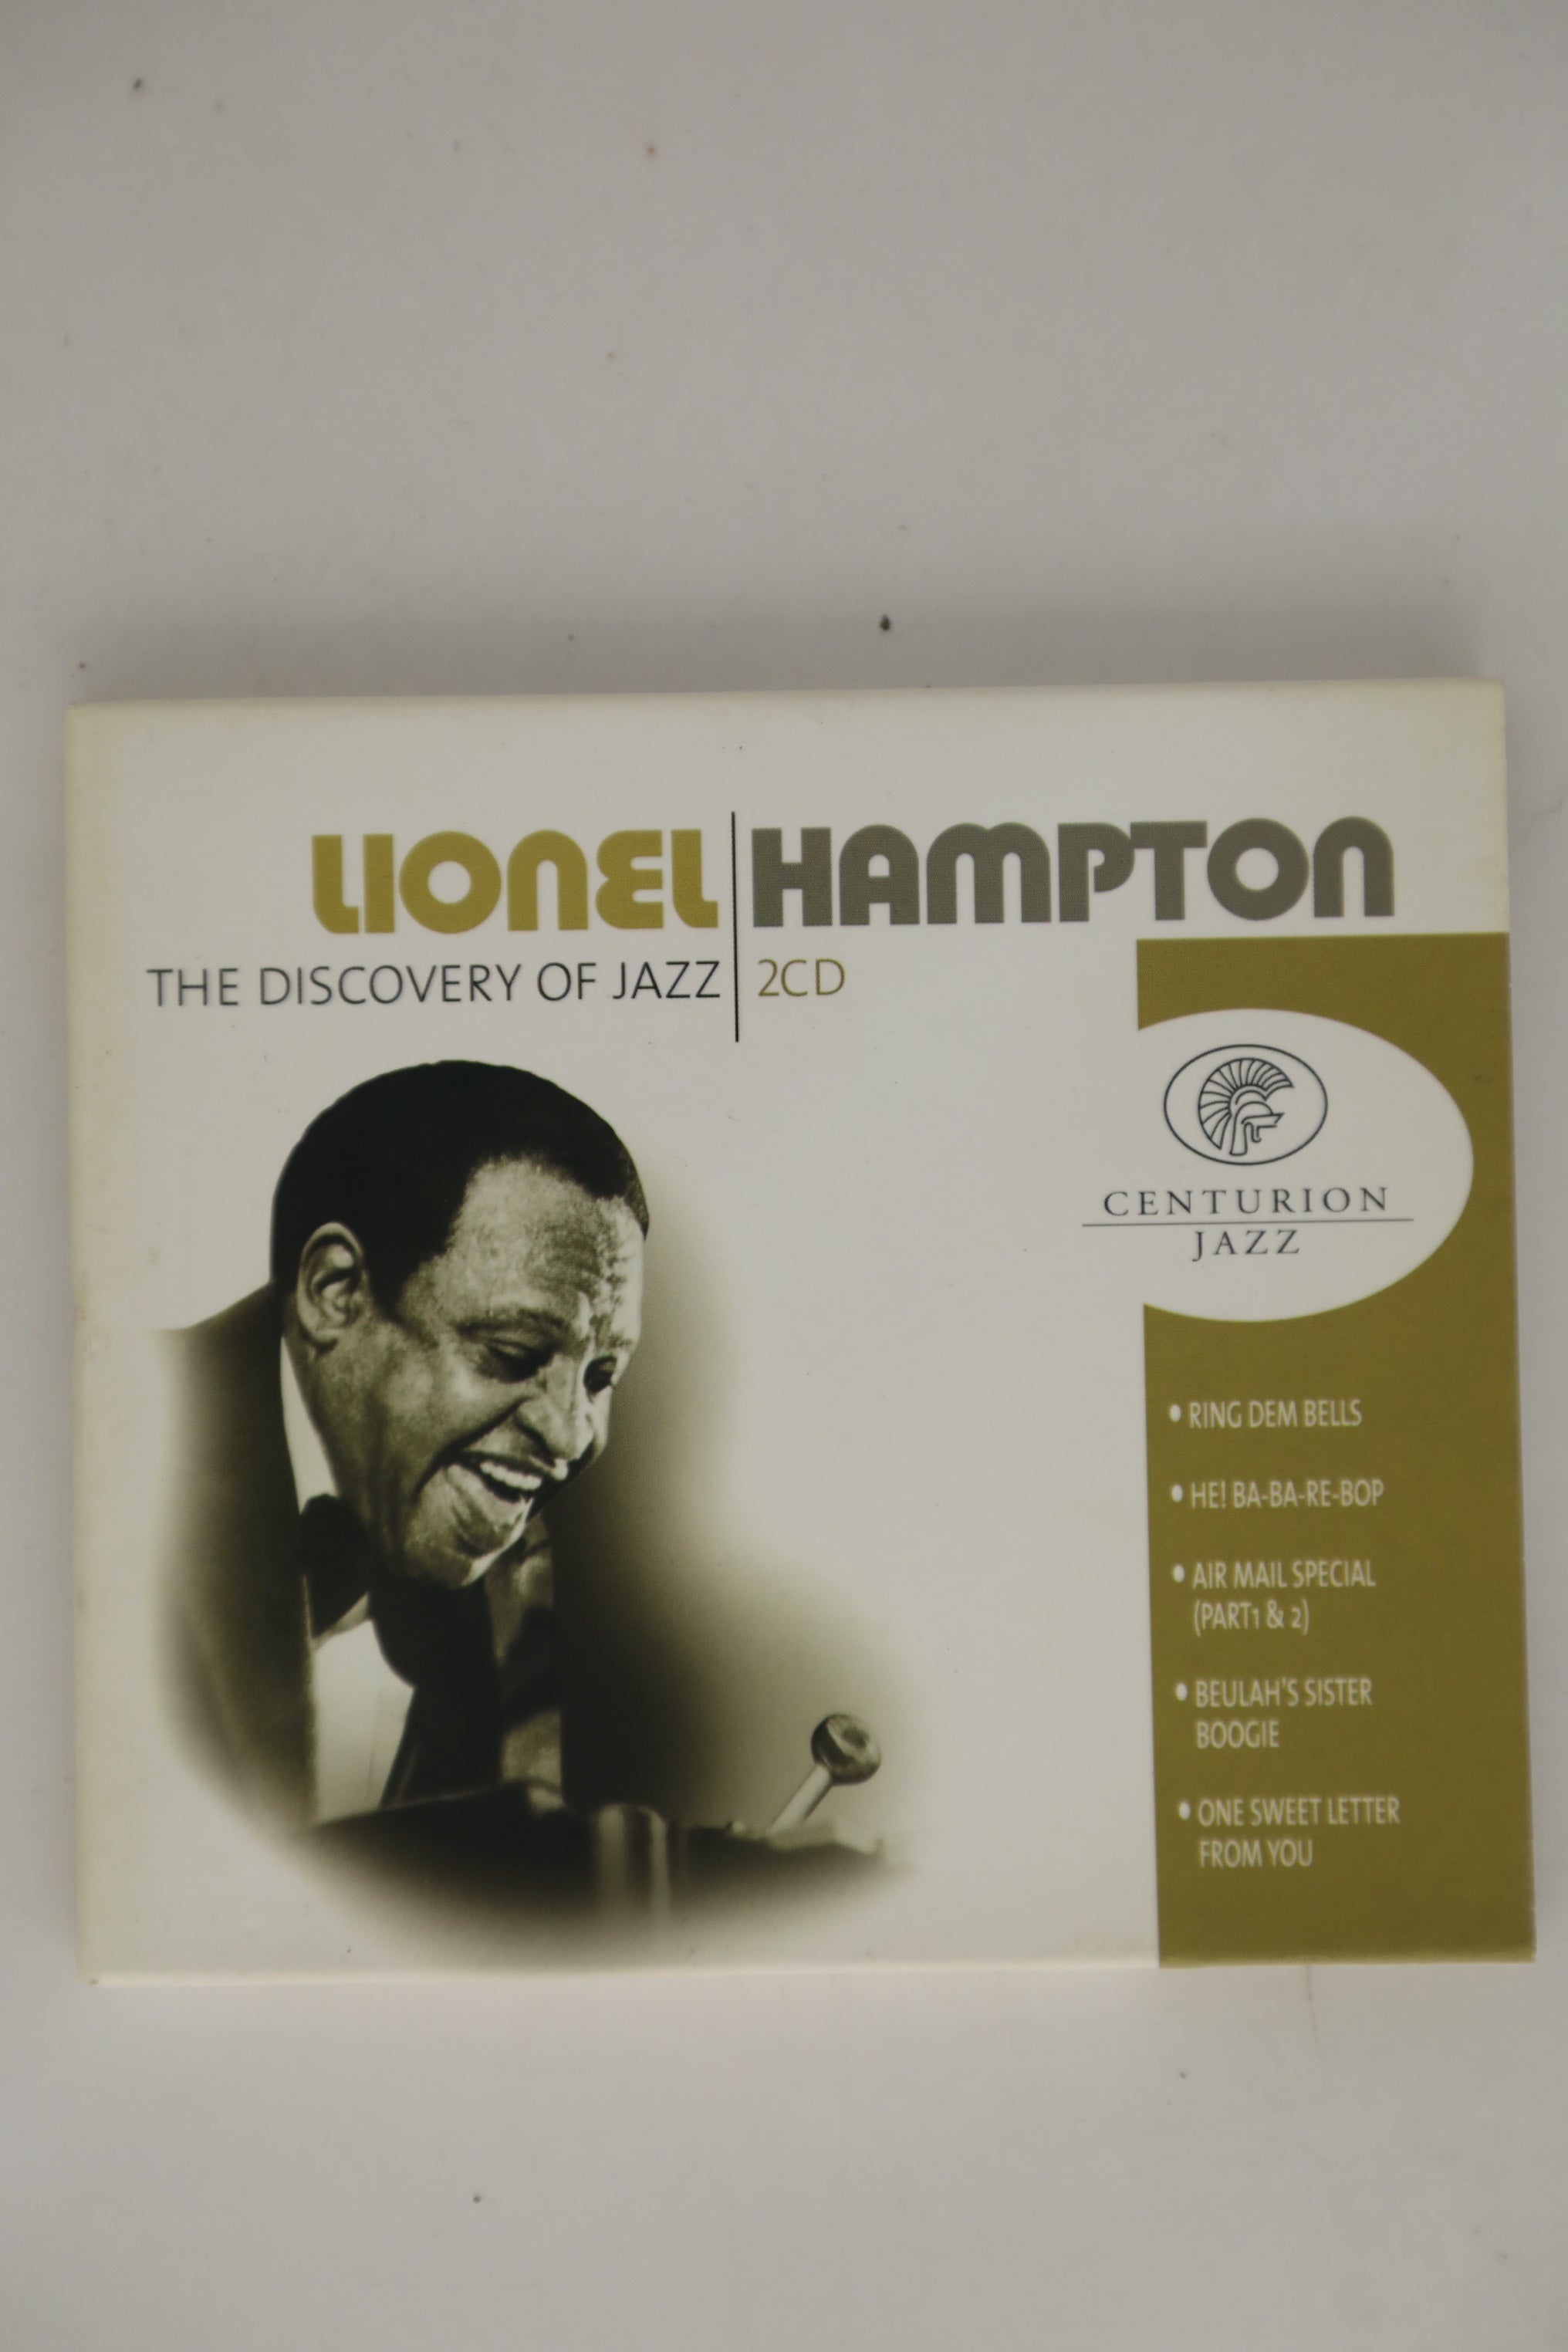 LIONEL HAMPTON
THE DISCOVERY OF JAZZ 2CD
CENTURION
JAZZ
• RING DEM BELLS
• HE! BA-BA-RE-BOP
• AIR MAIL SPECIAL
(PART1 & 2)
• BEULAH'S SISTER
BOOGIE
• ONE SWEET LETTER
FROM YOU